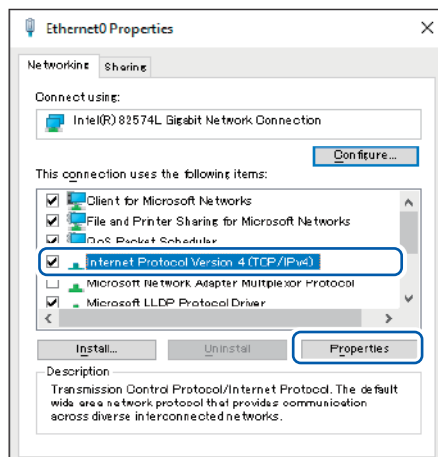 Ethernet0 Properties
Networking
Sharing
Connect using:
Intel(R) 82574L Gigabit Network Connection
Configure...
This connection uses the following items:
Client for Microsoft Networks
File and Printer Sharing for Microsoft Networks
QoS Packet Scheduler
Internet Protocol Version 4 (TCP/IPv4)
Microsoft Network Adapter Multiplexor Protocol
Microsoft LLDP Protocol Driver
Install...
Uninstall
Properties
Description
Transmission Control Protocol/Internet Protocol. The default
wide area network protocol that provides communication
across diverse interconnected networks.